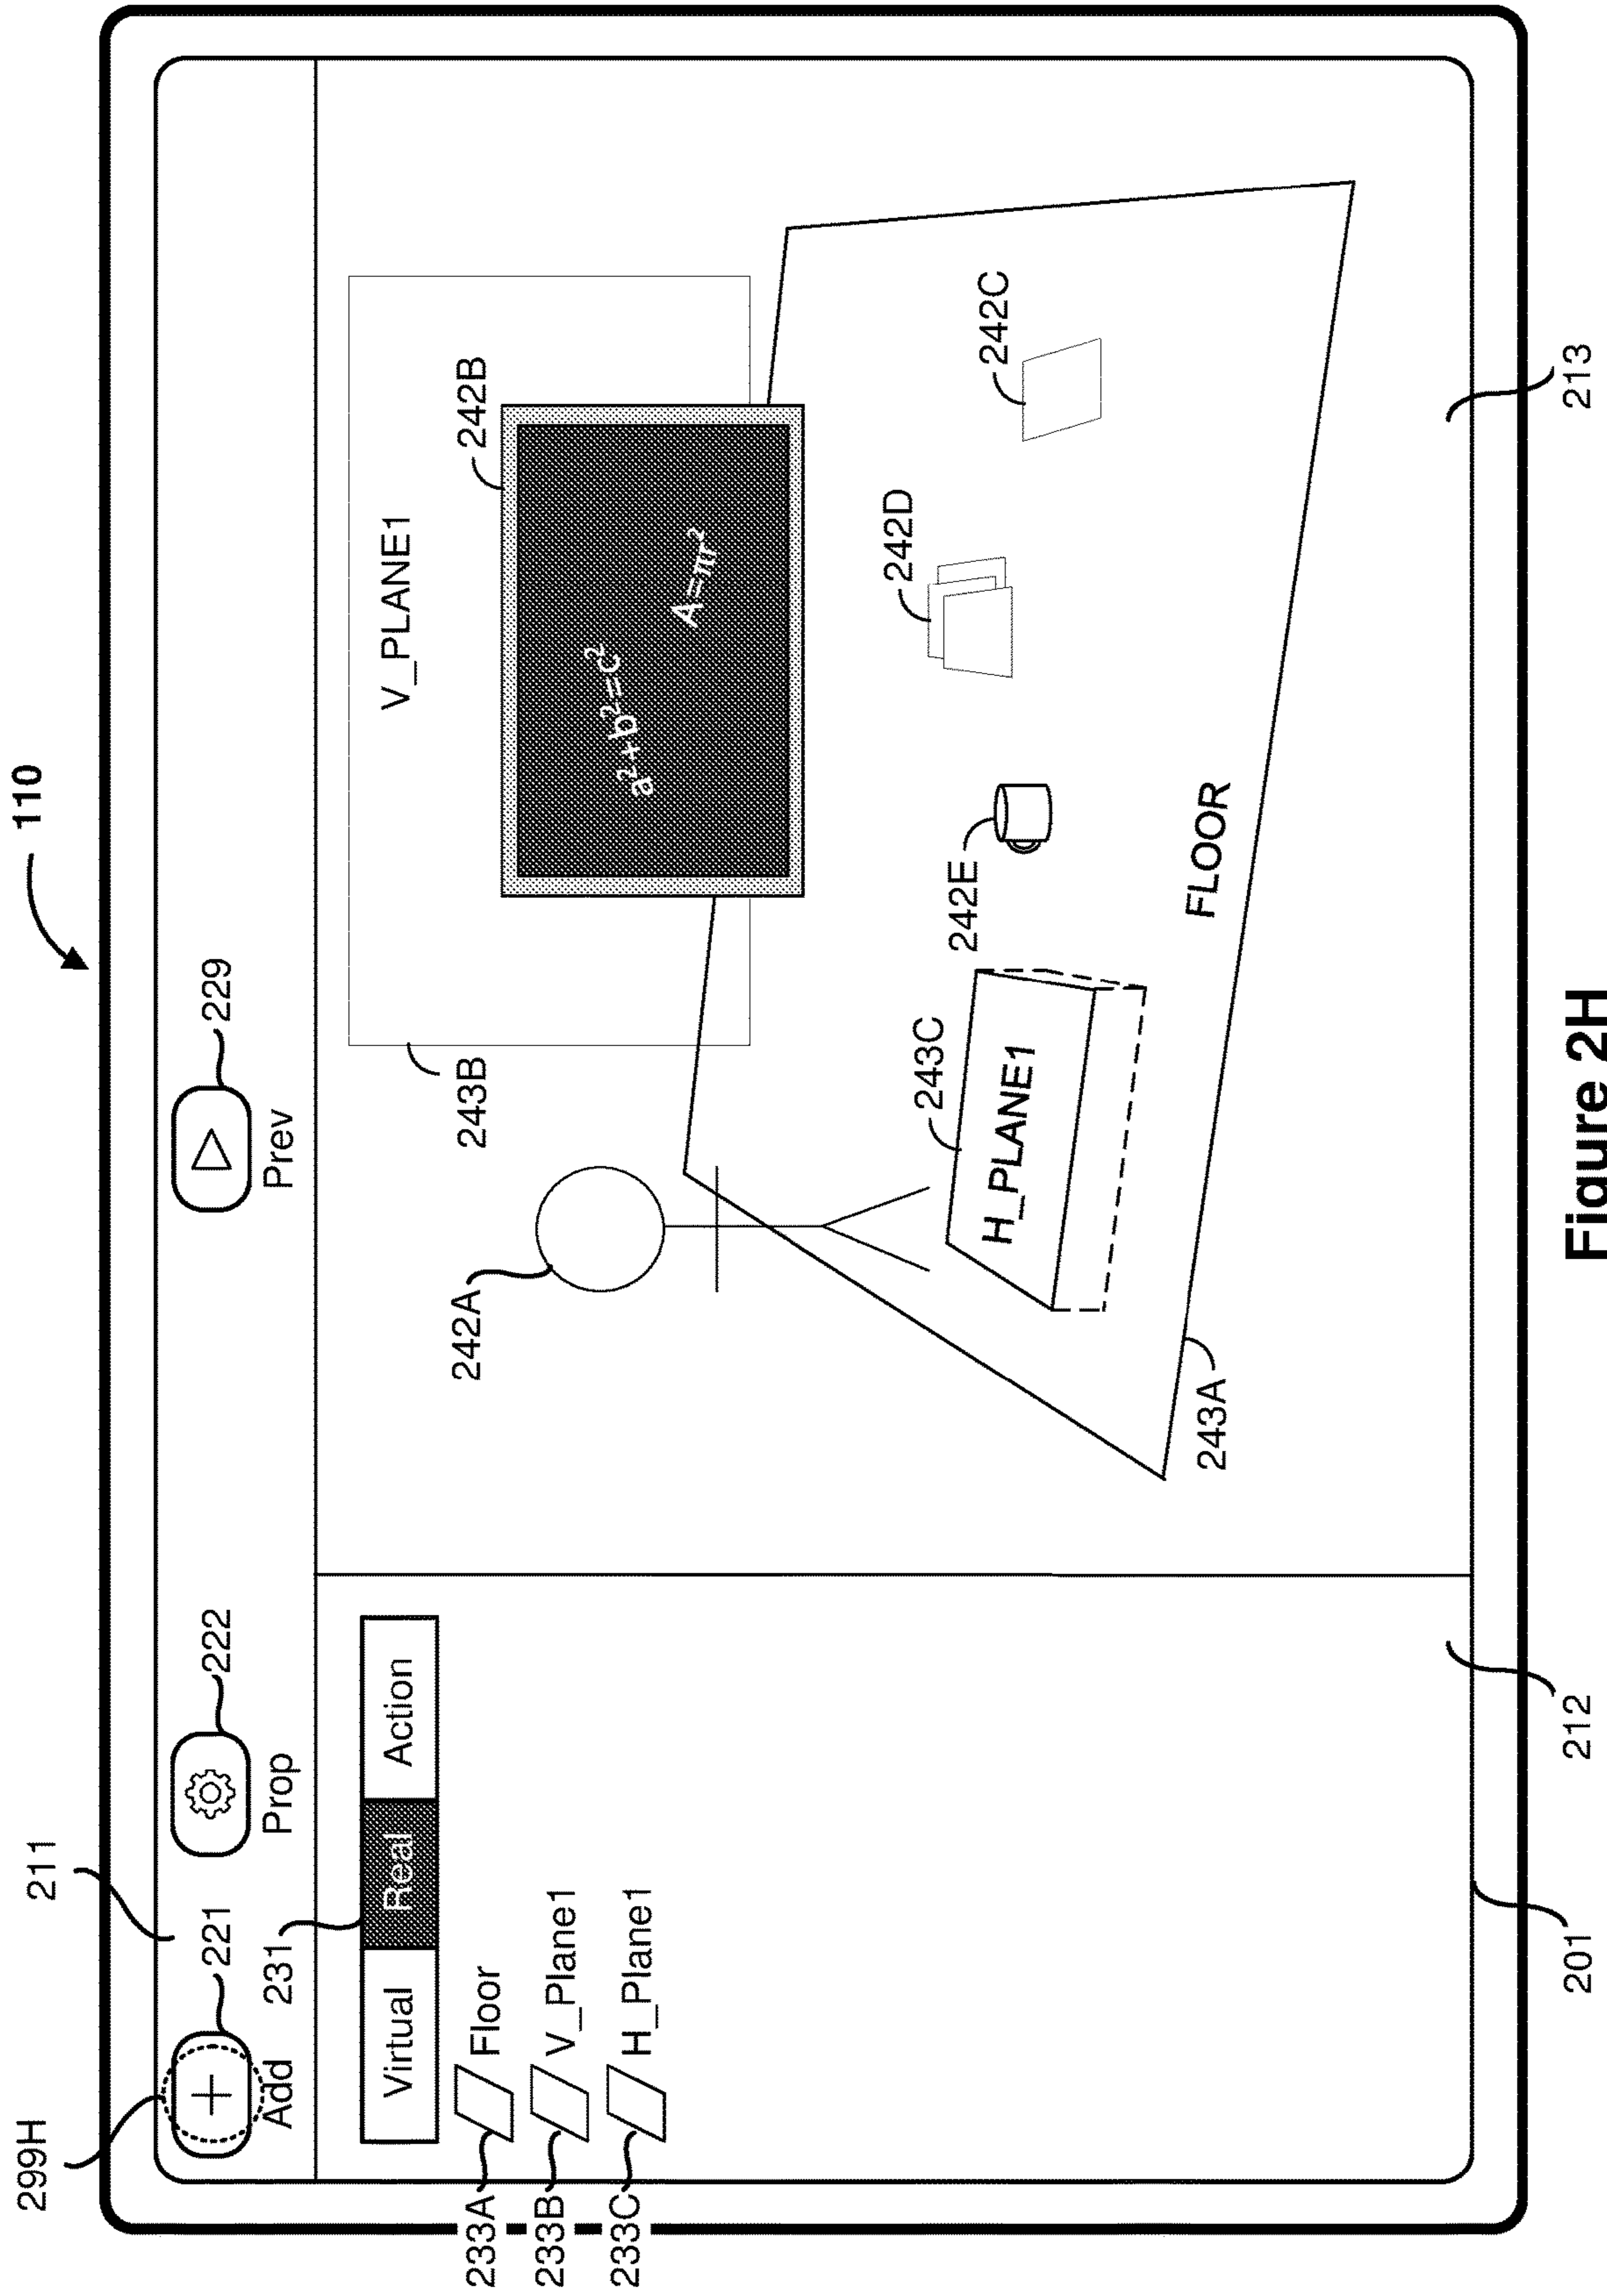 110
299H
211
221
222
229
Add
Prop
Prev
231
Virtual
Real
Action
233A
Floor
233B
V_Plane1
233C
H_Plane1
243B
V_PLANE1
242B
a²+b²=c²
A=πr²
242A
242D
242C
242E
243C
H_PLANE1
FLOOR
243A
201
212
213
Figure 2H